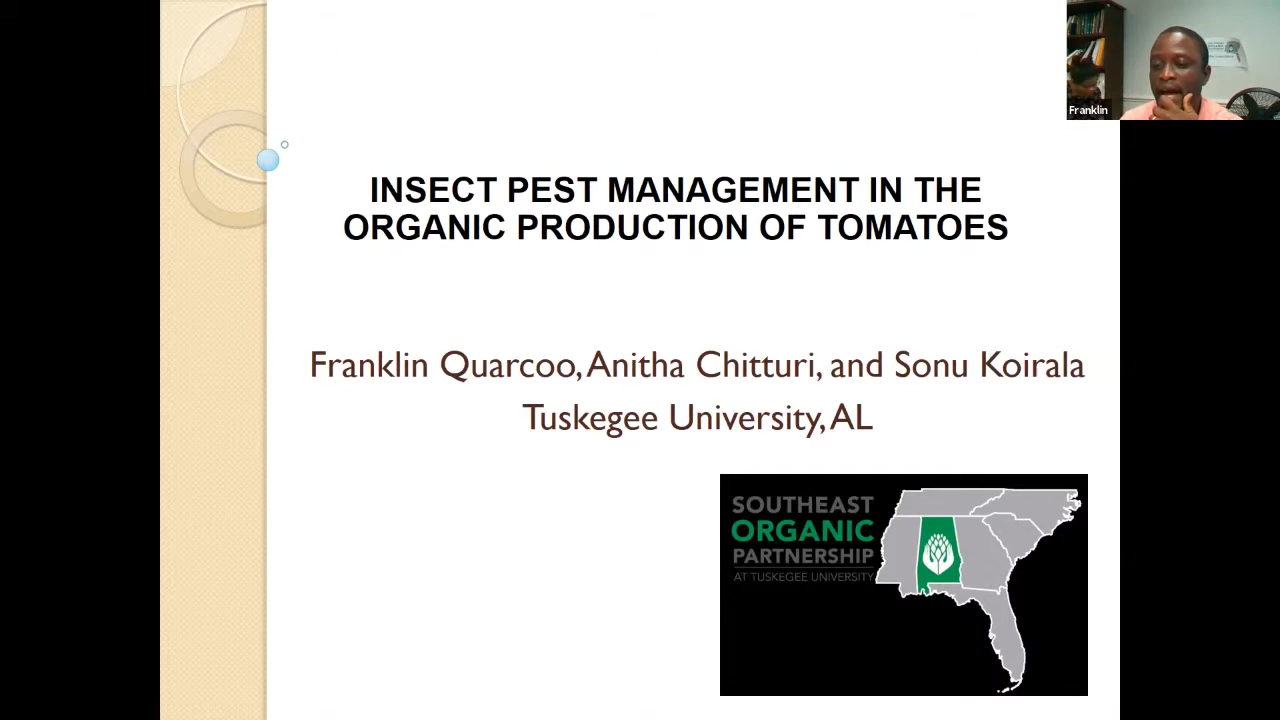 Franklin
INSECT PEST MANAGEMENT IN THE
ORGANIC PRODUCTION OF TOMATOES
Franklin Quarcoo, Anitha Chitturi, and Sonu Koirala
Tuskegee University, AL
SOUTHEAST
ORGANIC
PARTNERSHIP
AT TUSKEGEE UNIVERSITY